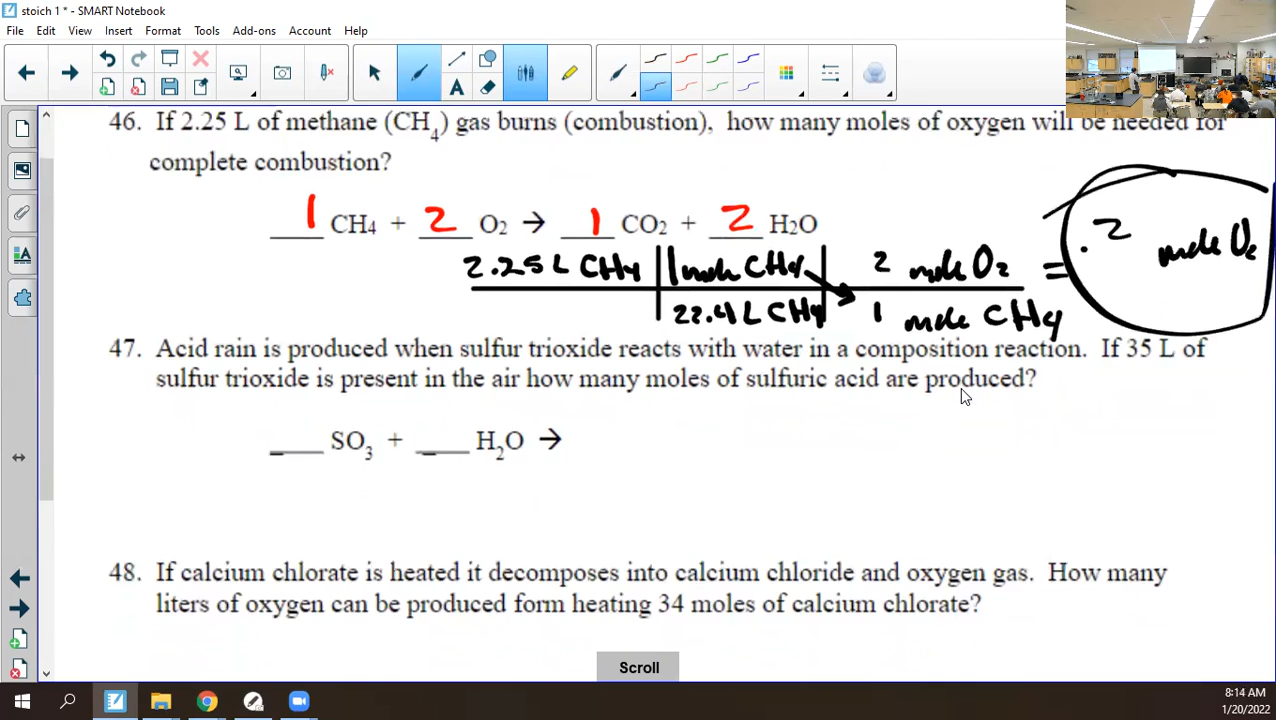 stoich 1 * - SMART Notebook
File Edit View Insert Format Tools Add-ons Account Help
A
46. If 2.25 L of methane (CH4) gas burns (combustion), how many moles of oxygen will be needed for
complete combustion?
1 CH4 + 2 O2 → 1 CO2 + 2 H2O
2.25 L CH4 | 1 mole CH4 | 2 mole O2 = .2 mole O2
22.4 L CH4 | 1 mole CH4
47. Acid rain is produced when sulfur trioxide reacts with water in a composition reaction. If 35 L of
sulfur trioxide is present in the air how many moles of sulfuric acid are produced?
___ SO3 + ___ H2O →
48. If calcium chlorate is heated it decomposes into calcium chloride and oxygen gas. How many
liters of oxygen can be produced form heating 34 moles of calcium chlorate?
Scroll
8:14 AM
1/20/2022